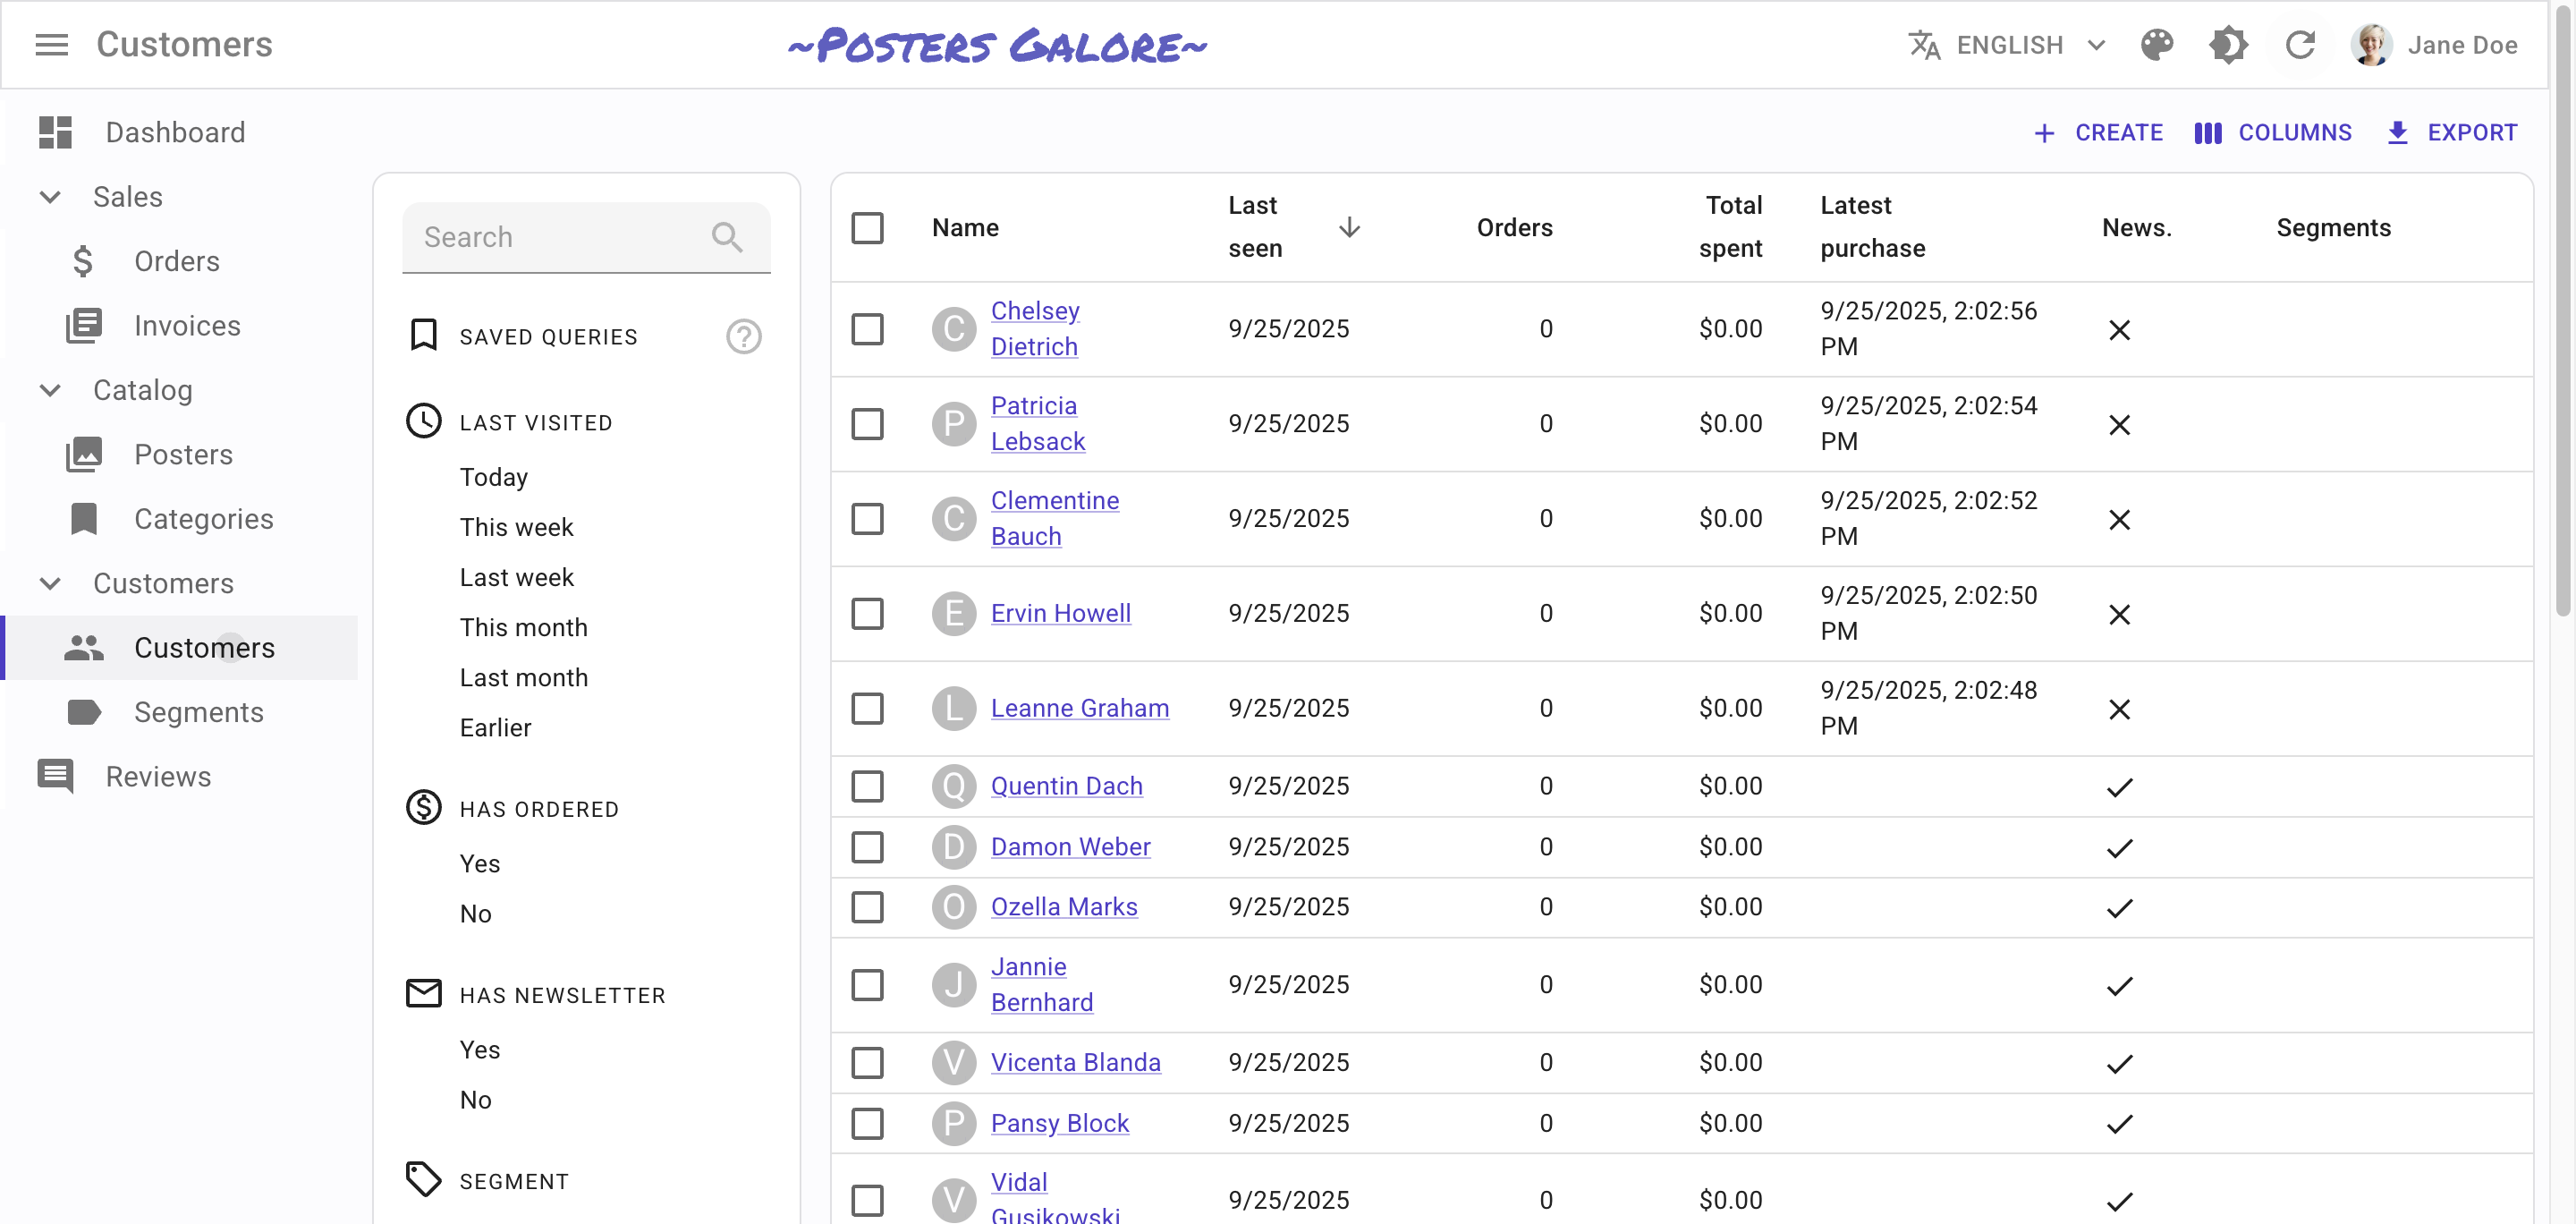 Customers
~Posters Galore~
ENGLISH
Jane Doe
Dashboard
Sales
Orders
Invoices
Catalog
Posters
Categories
Customers
Customers
Segments
Reviews
CREATE
COLUMNS
EXPORT
Search
SAVED QUERIES
?
LAST VISITED
Today
This week
Last week
This month
Last month
Earlier
HAS ORDERED
Yes
No
HAS NEWSLETTER
Yes
No
SEGMENT
Name Last seen Orders Total spent Latest purchase News. Segments
C Chelsey Dietrich 9/25/2025 0 $0.00 9/25/2025, 2:02:56 PM
P Patricia Lebsack 9/25/2025 0 $0.00 9/25/2025, 2:02:54 PM
C Clementine Bauch 9/25/2025 0 $0.00 9/25/2025, 2:02:52 PM
E Ervin Howell 9/25/2025 0 $0.00 9/25/2025, 2:02:50 PM
L Leanne Graham 9/25/2025 0 $0.00 9/25/2025, 2:02:48 PM
Q Quentin Dach 9/25/2025 0 $0.00
D Damon Weber 9/25/2025 0 $0.00
O Ozella Marks 9/25/2025 0 $0.00
J Jannie Bernhard 9/25/2025 0 $0.00
V Vicenta Blanda 9/25/2025 0 $0.00
P Pansy Block 9/25/2025 0 $0.00
V Vidal Gusikowski 9/25/2025 0 $0.00